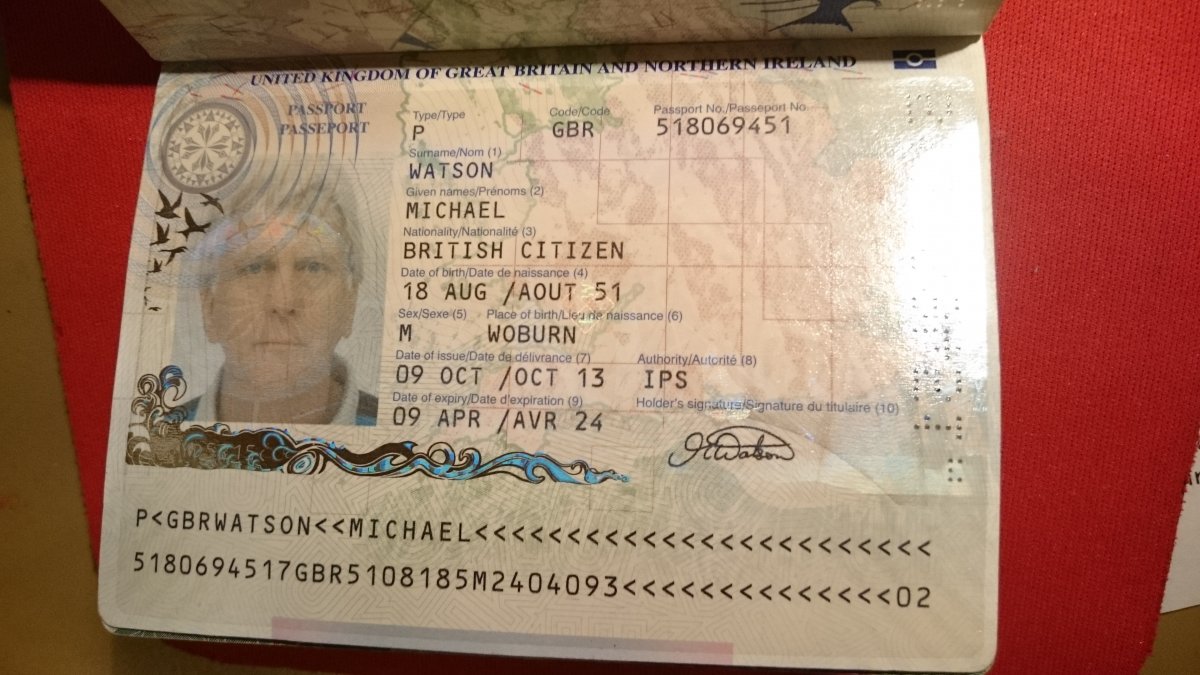 UNITED KINGDOM OF GREAT BRITAIN AND NORTHERN IRELAND
PASSPORT
PASSEPORT
Type/Type Code/Code Passport No./Passeport No.
P GBR 518069451
Surname/Nom (1)
WATSON
Given names/Prénoms (2)
MICHAEL
Nationality/Nationalité (3)
BRITISH CITIZEN
Date of birth/Date de naissance (4)
18 AUG /AOUT 51
Sex/Sexe (5) Place of birth/Lieu de naissance (6)
M WOBURN
Date of issue/Date de délivrance (7) Authority/Autorité (8)
09 OCT /OCT 13 IPS
Date of expiry/Date d'expiration (9) Holder's signature/Signature du titulaire (10)
09 APR /AVR 24
Watson
P<GBRWATSON<<MICHAEL<<<<<<<<<<<<<<<<<<<<<<<<<
5180694517GBR5108185M2404093<<<<<<<<<<<<<<02